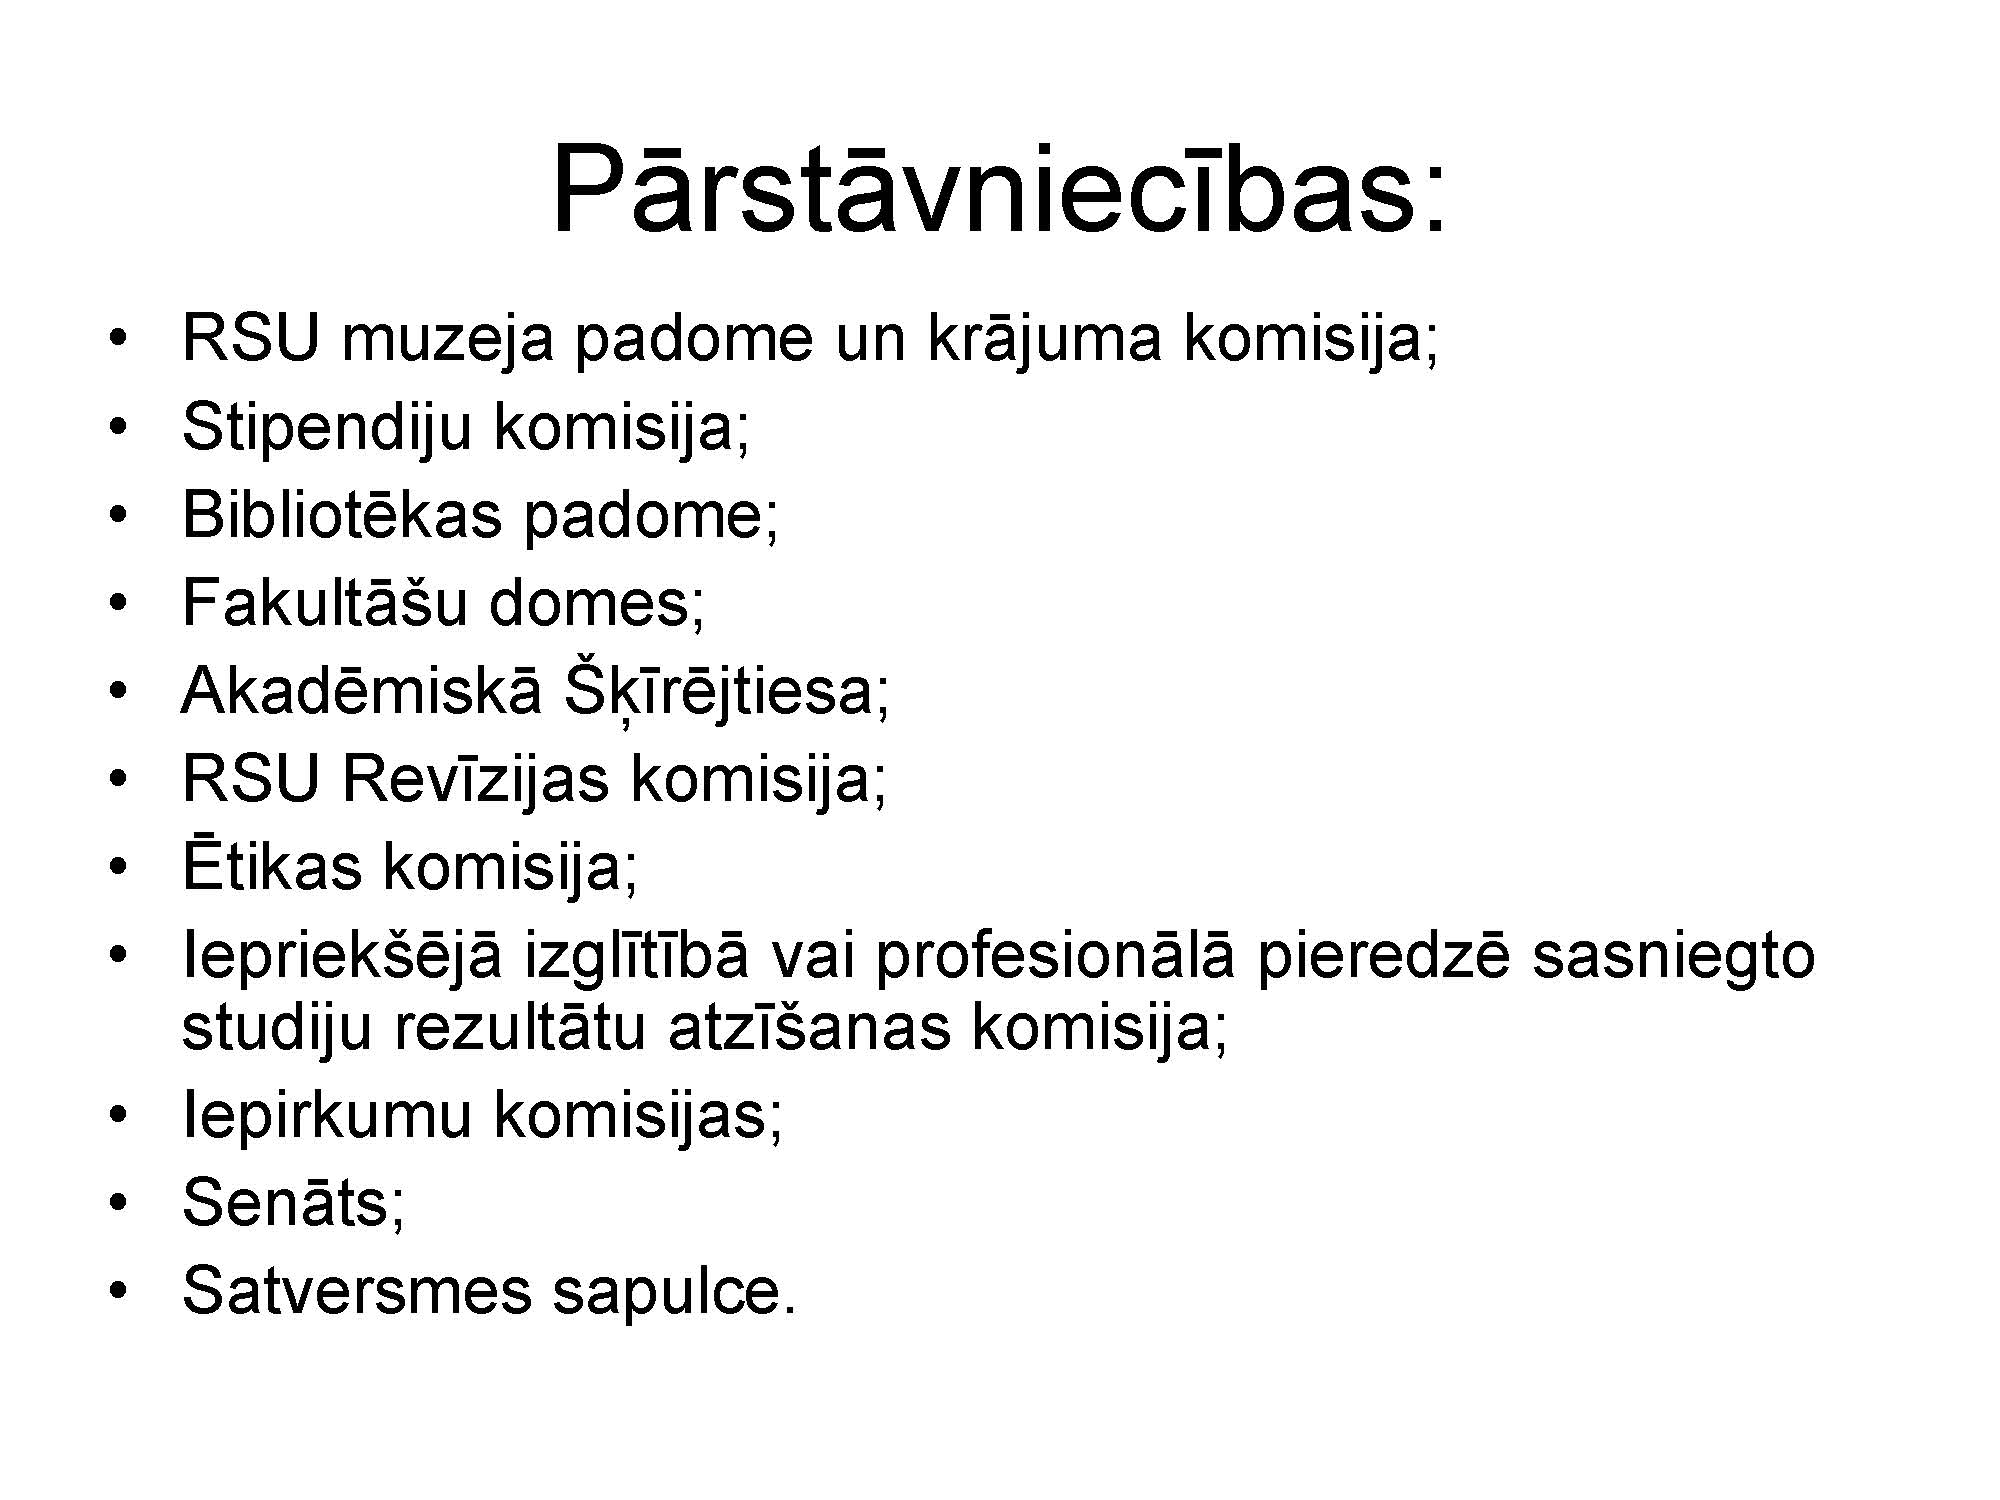 Pārstāvniecības:
• RSU muzeja padome un krājuma komisija;
• Stipendiju komisija;
• Bibliotēkas padome;
• Fakultāšu domes;
• Akadēmiskā Šķīrējtiesa;
• RSU Revīzijas komisija;
• Ētikas komisija;
• Iepriekšējā izglītībā vai profesionālā pieredzē sasniegto
studiju rezultātu atzīšanas komisija;
• Iepirkumu komisijas;
• Senāts;
• Satversmes sapulce.